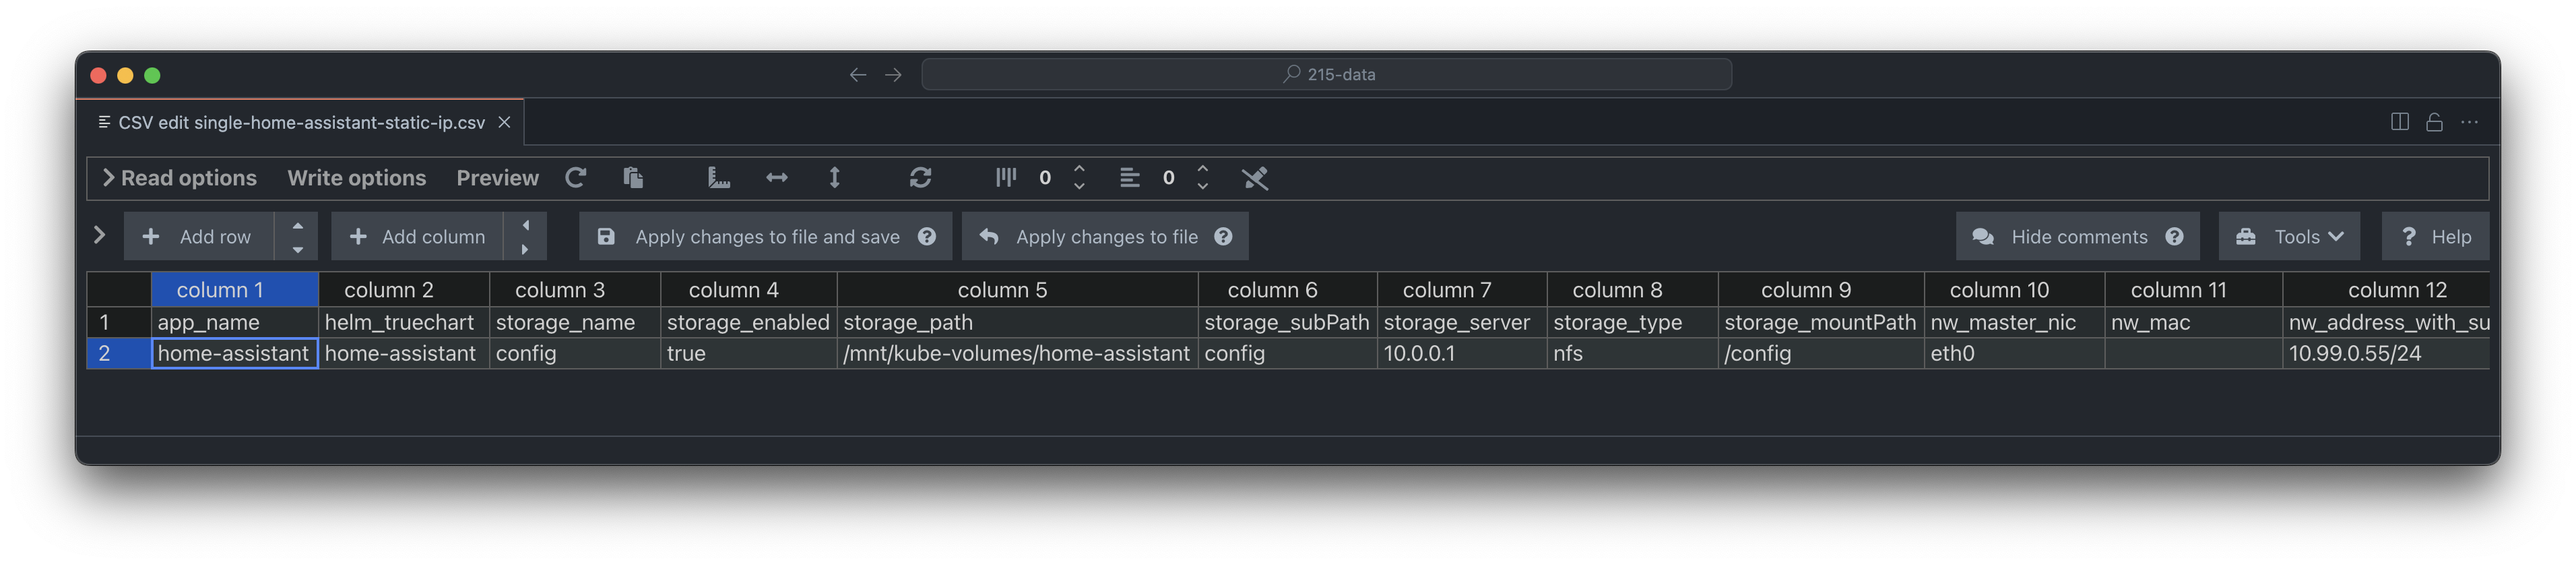 215-data
CSV edit single-home-assistant-static-ip.csv
Read options Write options Preview 0 0
Add row Add column Apply changes to file and save Apply changes to file Hide comments Tools Help
column 1 column 2 column 3 column 4 column 5 column 6 column 7 column 8 column 9 column 10 column 11 column 12
1 app_name helm_truechart storage_name storage_enabled storage_path storage_subPath storage_server storage_type storage_mountPath nw_master_nic nw_mac nw_address_with_su
2 home-assistant home-assistant config true /mnt/kube-volumes/home-assistant config 10.0.0.1 nfs /config eth0 10.99.0.55/24